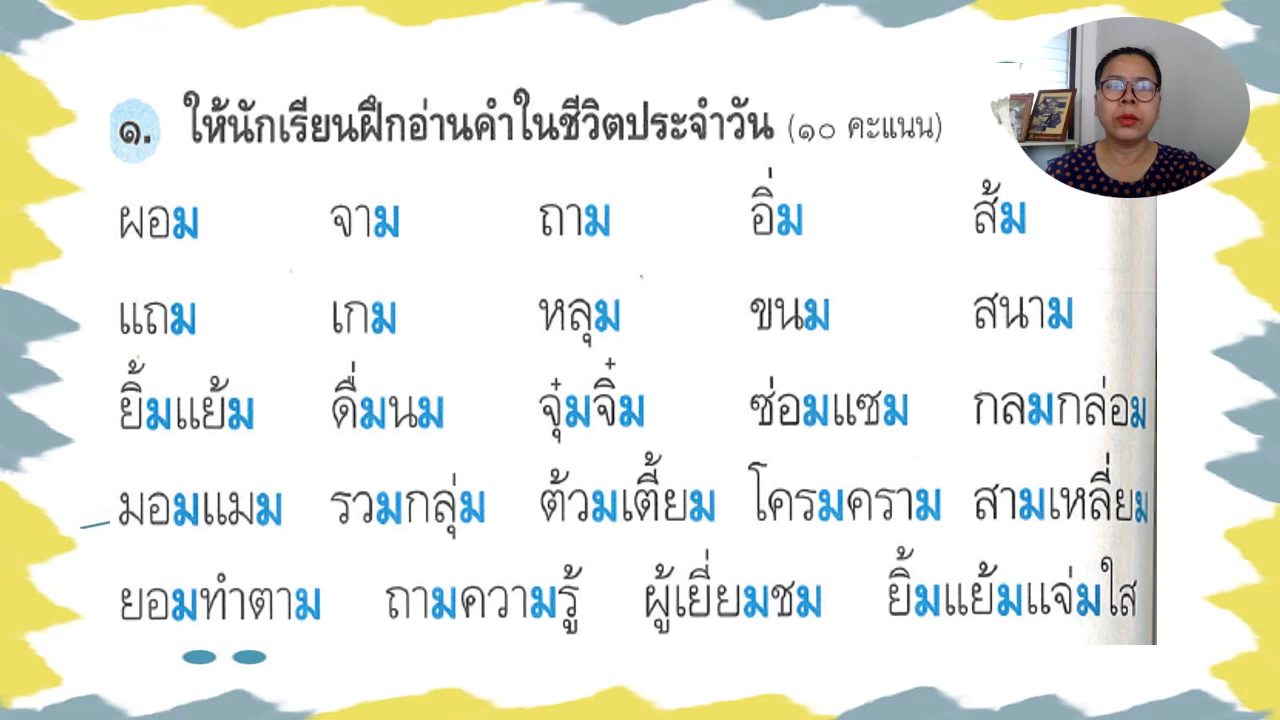 ๑. ให้นักเรียนฝึกอ่านคำในชีวิตประจำวัน (๑๐ คะแนน)
ผอม จาม ถาม อิ่ม ส้ม
แถม เกม หลุม ขนม สนาม
ยิ้มแย้ม ดื่มนม จุ๋มจิ๋ม ซ่อมแซม กลมกล่อม
มอมแมม รวมกลุ่ม ต้วมเตี้ยม โครมคราม สามเหลี่ยม
ยอมทำตาม ถามความรู้ ผู้เยี่ยมชม ยิ้มแย้มแจ่มใส